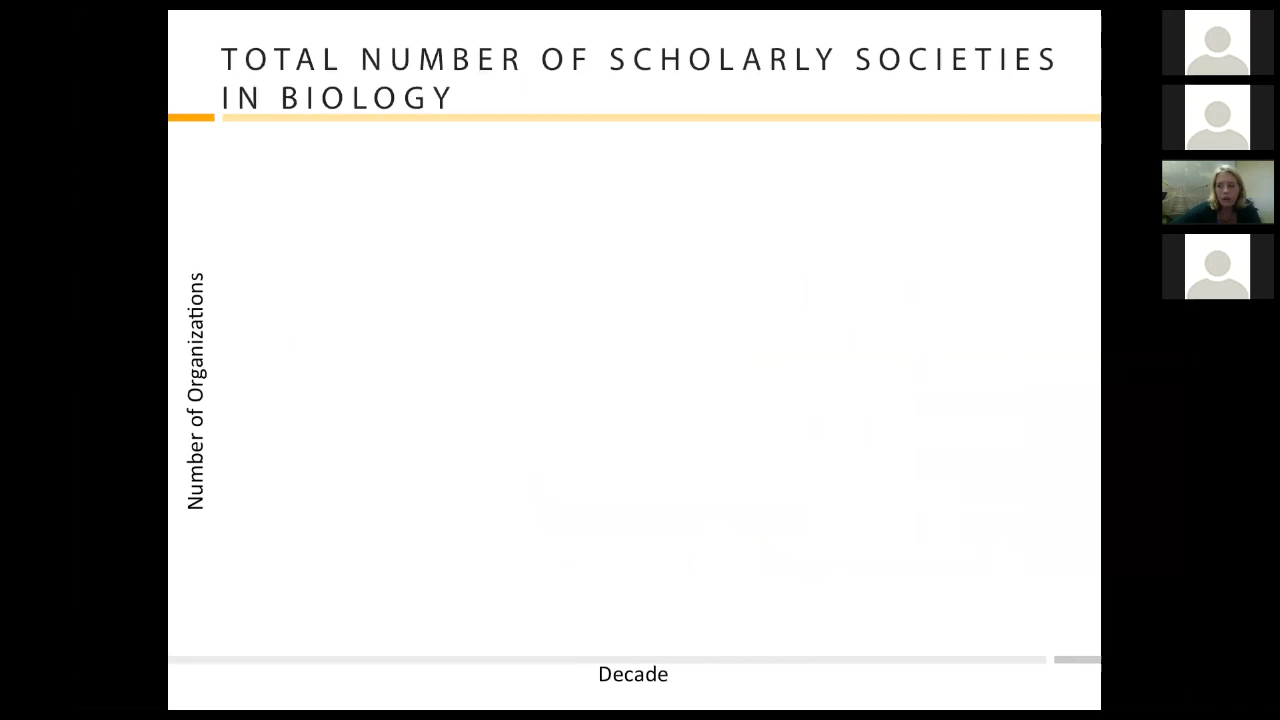 TOTAL NUMBER OF SCHOLARLY SOCIETIES
IN BIOLOGY
Number of Organizations
Decade